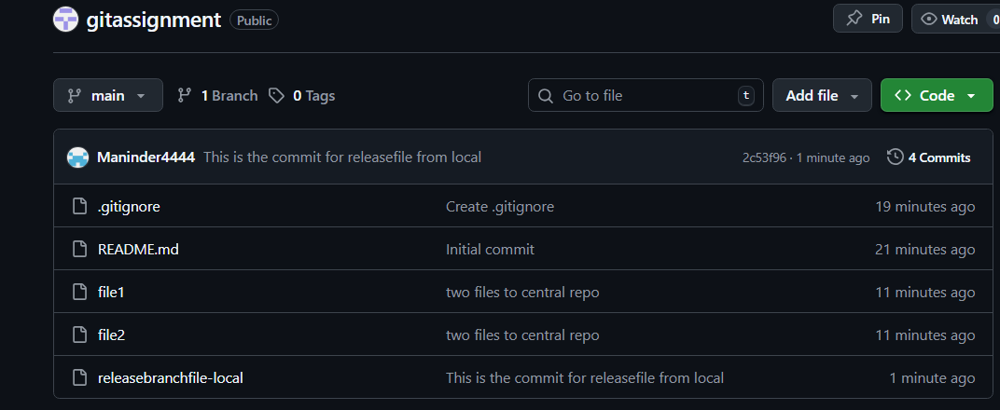 gitassignment Public Pin Watch 0
main 1 Branch 0 Tags Go to file t Add file Code
Maninder4444 This is the commit for releasefile from local 2c53f96 · 1 minute ago 4 Commits
.gitignore Create .gitignore 19 minutes ago
README.md Initial commit 21 minutes ago
file1 two files to central repo 11 minutes ago
file2 two files to central repo 11 minutes ago
releasebranchfile-local This is the commit for releasefile from local 1 minute ago